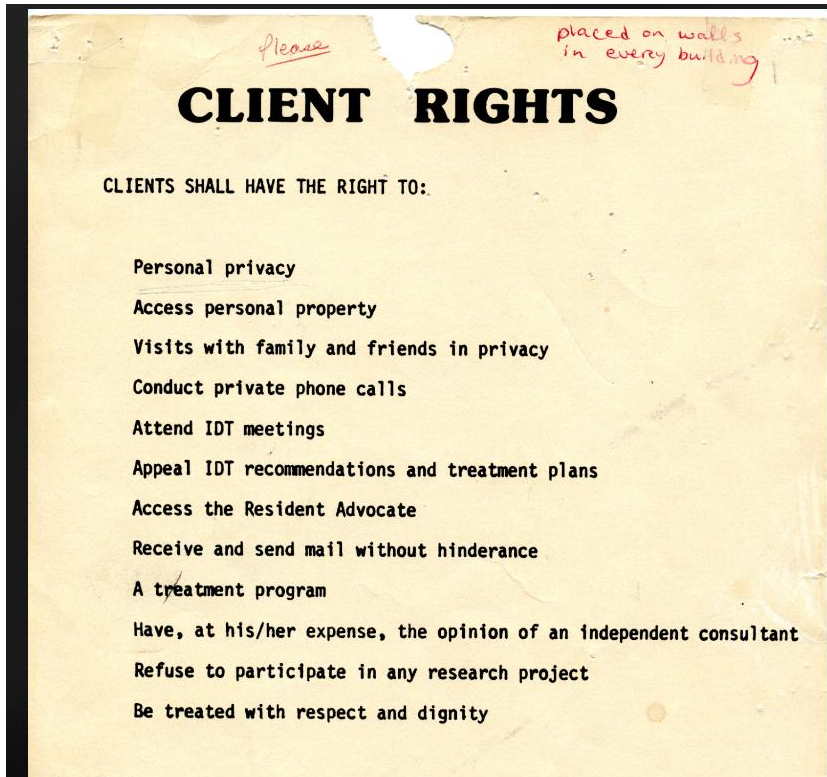 Please
placed on walls
in every building
CLIENT RIGHTS
CLIENTS SHALL HAVE THE RIGHT TO:
Personal privacy
Access personal property
Visits with family and friends in privacy
Conduct private phone calls
Attend IDT meetings
Appeal IDT recommendations and treatment plans
Access the Resident Advocate
Receive and send mail without hinderance
A treatment program
Have, at his/her expense, the opinion of an independent consultant
Refuse to participate in any research project
Be treated with respect and dignity